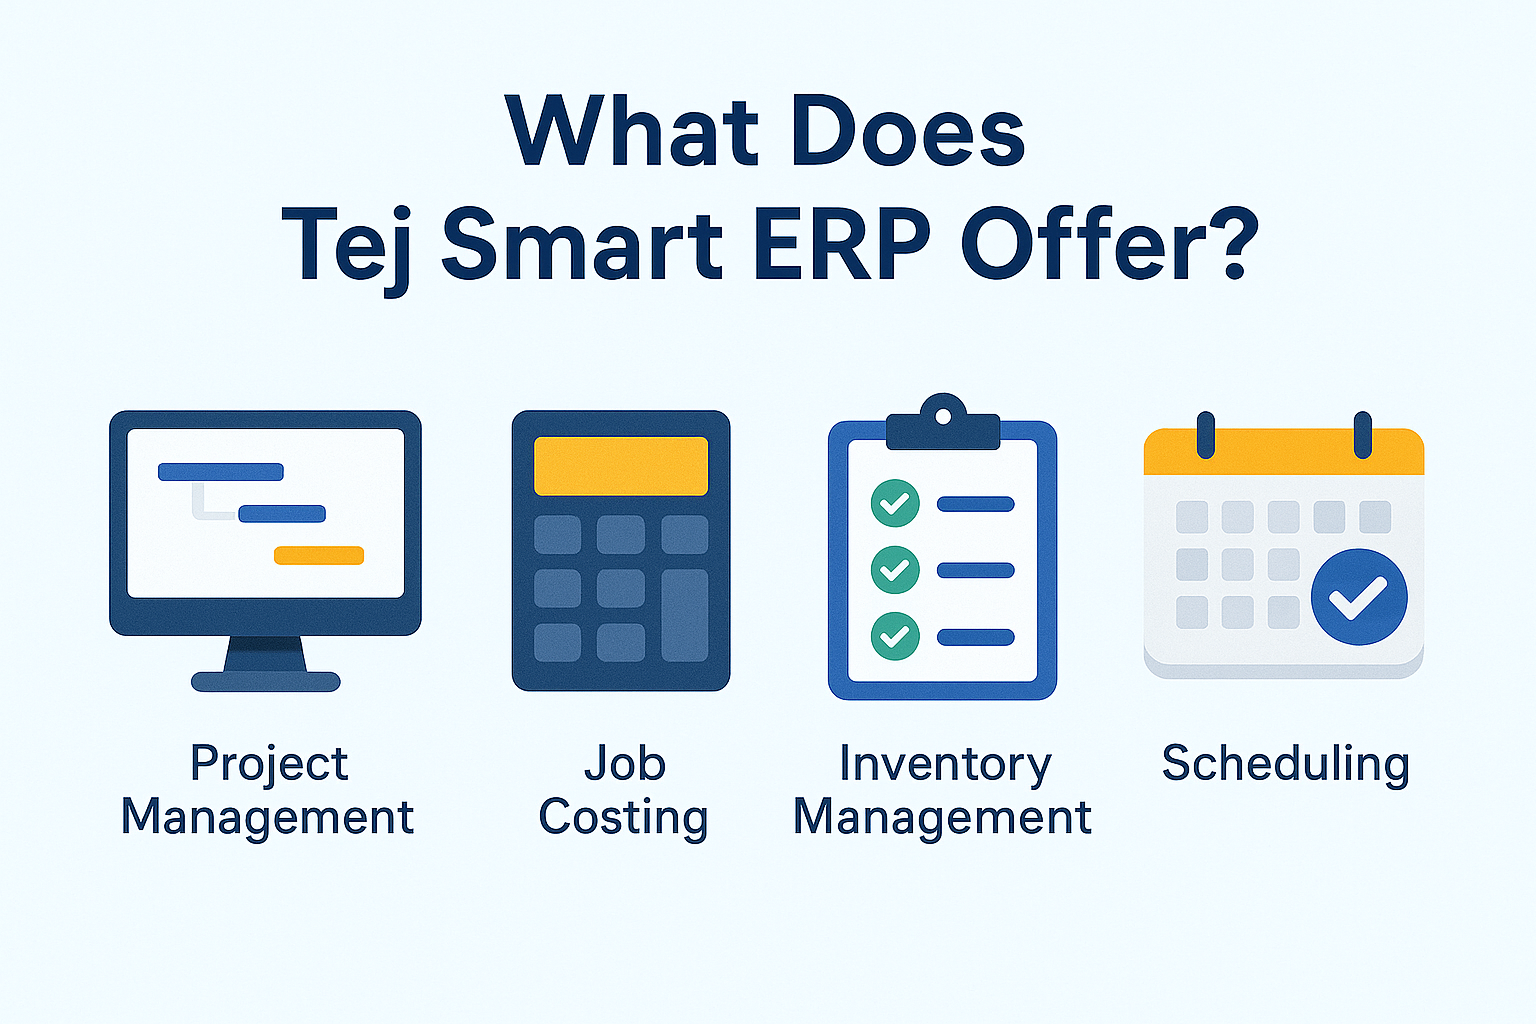 What Does
Tej Smart ERP Offer?
Project
Management
Job
Costing
Inventory
Management
Scheduling